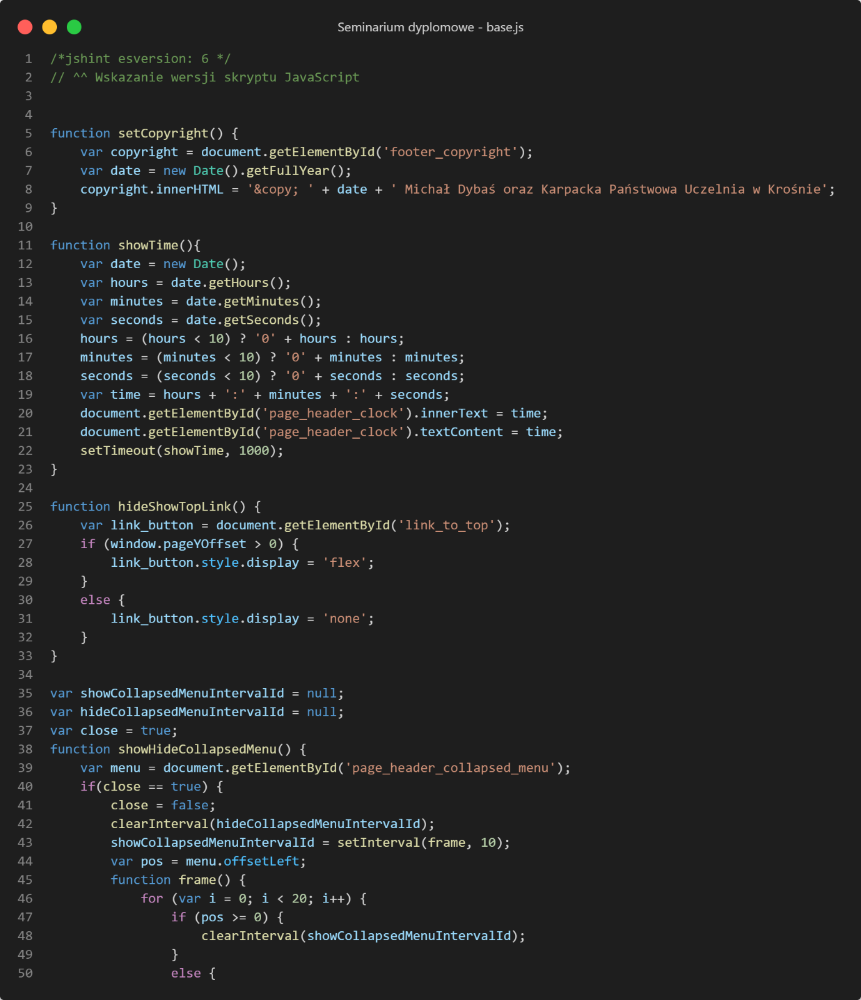 Seminarium dyplomowe - base.js
1 /*jshint esversion: 6 */
2 // ^^ Wskazanie wersji skryptu JavaScript
3
4
5 function setCopyright() {
6     var copyright = document.getElementById('footer_copyright');
7     var date = new Date().getFullYear();
8     copyright.innerHTML = '&copy; ' + date + ' Michał Dybaś oraz Karpacka Państwowa Uczelnia w Krośnie';
9 }
10
11 function showTime(){
12     var date = new Date();
13     var hours = date.getHours();
14     var minutes = date.getMinutes();
15     var seconds = date.getSeconds();
16     hours = (hours < 10) ? '0' + hours : hours;
17     minutes = (minutes < 10) ? '0' + minutes : minutes;
18     seconds = (seconds < 10) ? '0' + seconds : seconds;
19     var time = hours + ':' + minutes + ':' + seconds;
20     document.getElementById('page_header_clock').innerText = time;
21     document.getElementById('page_header_clock').textContent = time;
22     setTimeout(showTime, 1000);
23 }
24
25 function hideShowTopLink() {
26     var link_button = document.getElementById('link_to_top');
27     if (window.pageYOffset > 0) {
28         link_button.style.display = 'flex';
29     }
30     else {
31         link_button.style.display = 'none';
32     }
33 }
34
35 var showCollapsedMenuIntervalId = null;
36 var hideCollapsedMenuIntervalId = null;
37 var close = true;
38 function showHideCollapsedMenu() {
39     var menu = document.getElementById('page_header_collapsed_menu');
40     if(close == true) {
41         close = false;
42         clearInterval(hideCollapsedMenuIntervalId);
43         showCollapsedMenuIntervalId = setInterval(frame, 10);
44         var pos = menu.offsetLeft;
45         function frame() {
46             for (var i = 0; i < 20; i++) {
47                 if (pos >= 0) {
48                     clearInterval(showCollapsedMenuIntervalId);
49                 }
50                 else {